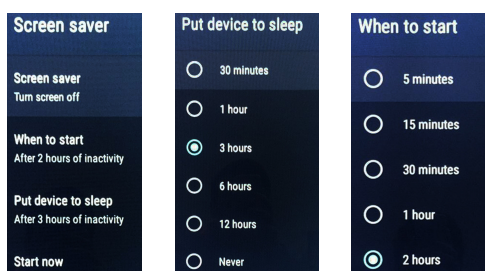 Screen saver
Screen saver
Turn screen off
When to start
After 2 hours of inactivity
Put device to sleep
After 3 hours of inactivity
Start now
Put device to sleep
30 minutes
1 hour
3 hours
6 hours
12 hours
Never
When to start
5 minutes
15 minutes
30 minutes
1 hour
2 hours